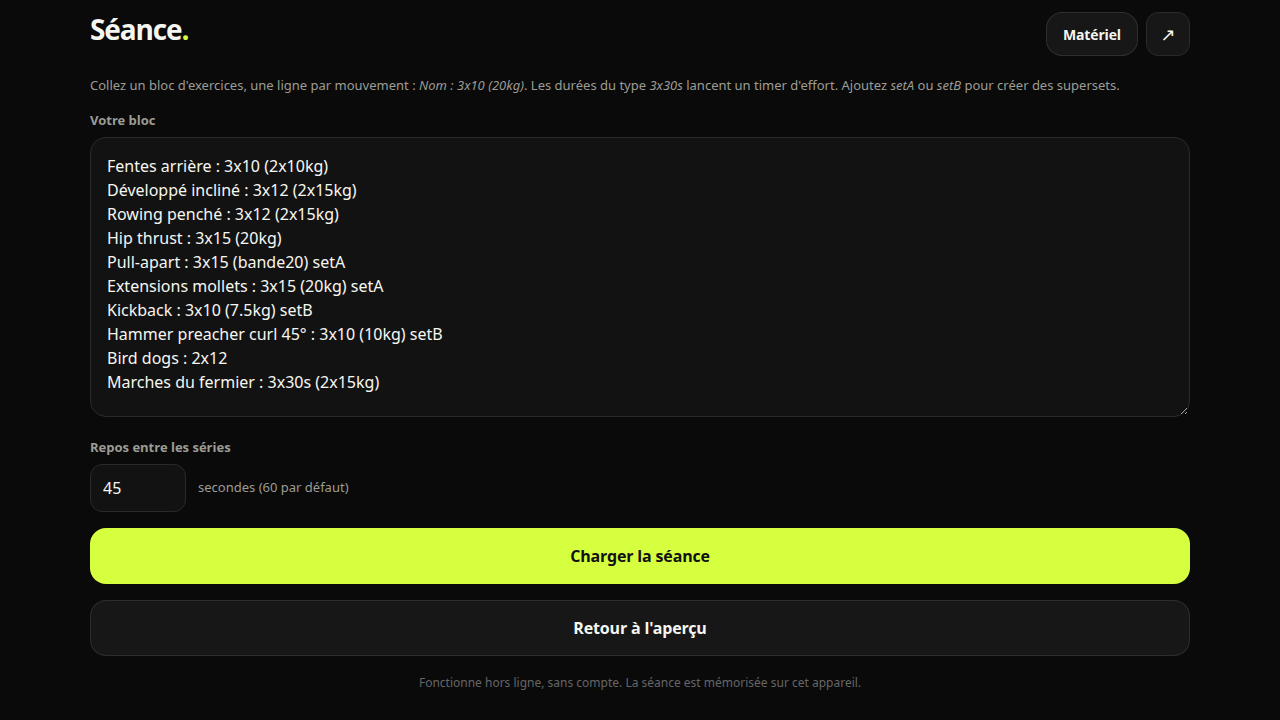 Séance.
Matériel
↗
Collez un bloc d'exercices, une ligne par mouvement : Nom : 3x10 (20kg). Les durées du type 3x30s lancent un timer d'effort. Ajoutez setA ou setB pour créer des supersets.
Votre bloc
Fentes arrière : 3x10 (2x10kg)
Développé incliné : 3x12 (2x15kg)
Rowing penché : 3x12 (2x15kg)
Hip thrust : 3x15 (20kg)
Pull-apart : 3x15 (bande20) setA
Extensions mollets : 3x15 (20kg) setA
Kickback : 3x10 (7.5kg) setB
Hammer preacher curl 45° : 3x10 (10kg) setB
Bird dogs : 2x12
Marches du fermier : 3x30s (2x15kg)
Repos entre les séries
45
secondes (60 par défaut)
Charger la séance
Retour à l'aperçu
Fonctionne hors ligne, sans compte. La séance est mémorisée sur cet appareil.